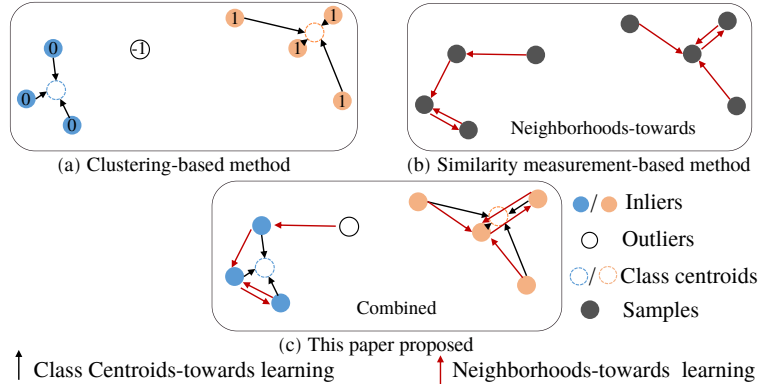 0
-1
0
0
1
1
1
1
(a) Clustering-based method
Neighborhoods-towards
(b) Similarity measurement-based method
Combined
(c) This paper proposed
/ Inliers
Outliers
/ Class centroids
Samples
Class Centroids-towards learning
Neighborhoods-towards learning